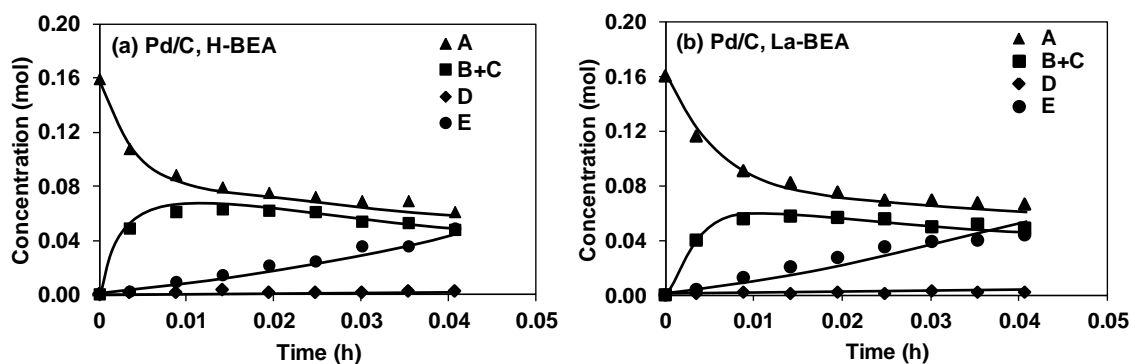 (a) Pd/C, H-BEA
A
B+C
D
E
0.20
0.16
0.12
0.08
0.04
0.00
Concentration (mol)
0
0.01
0.02
0.03
0.04
0.05
Time (h)
(b) Pd/C, La-BEA
A
B+C
D
E
0.20
0.16
0.12
0.08
0.04
0.00
Concentration (mol)
0
0.01
0.02
0.03
0.04
0.05
Time (h)